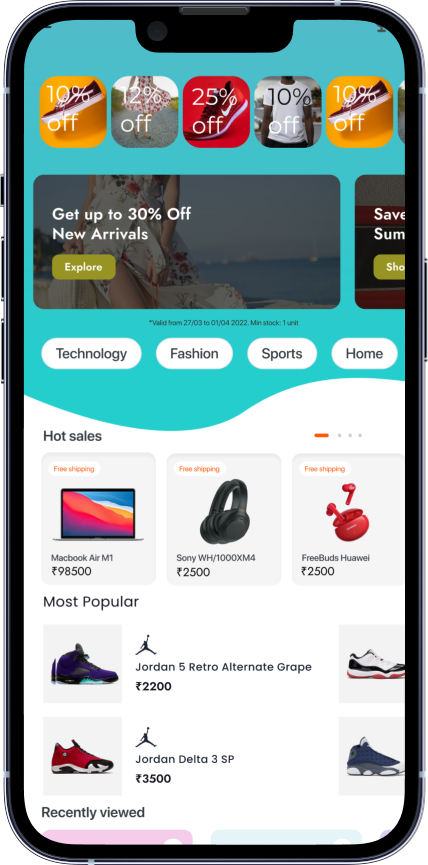 10%
off
12%
off
25%
off
10%
off
10%
off
Get up to 30% Off
New Arrivals
Explore
Save
Sum
Sho
*Valid from 27/03 to 01/04 2022. Min stock: 1 unit
Technology
Fashion
Sports
Home
Hot sales
Free shipping
Macbook Air M1
₹98500
Free shipping
Sony WH/1000XM4
₹2500
Free shipping
FreeBuds Huawei
₹2500
Most Popular
Jordan 5 Retro Alternate Grape
₹2200
Jordan Delta 3 SP
₹3500
Recently viewed